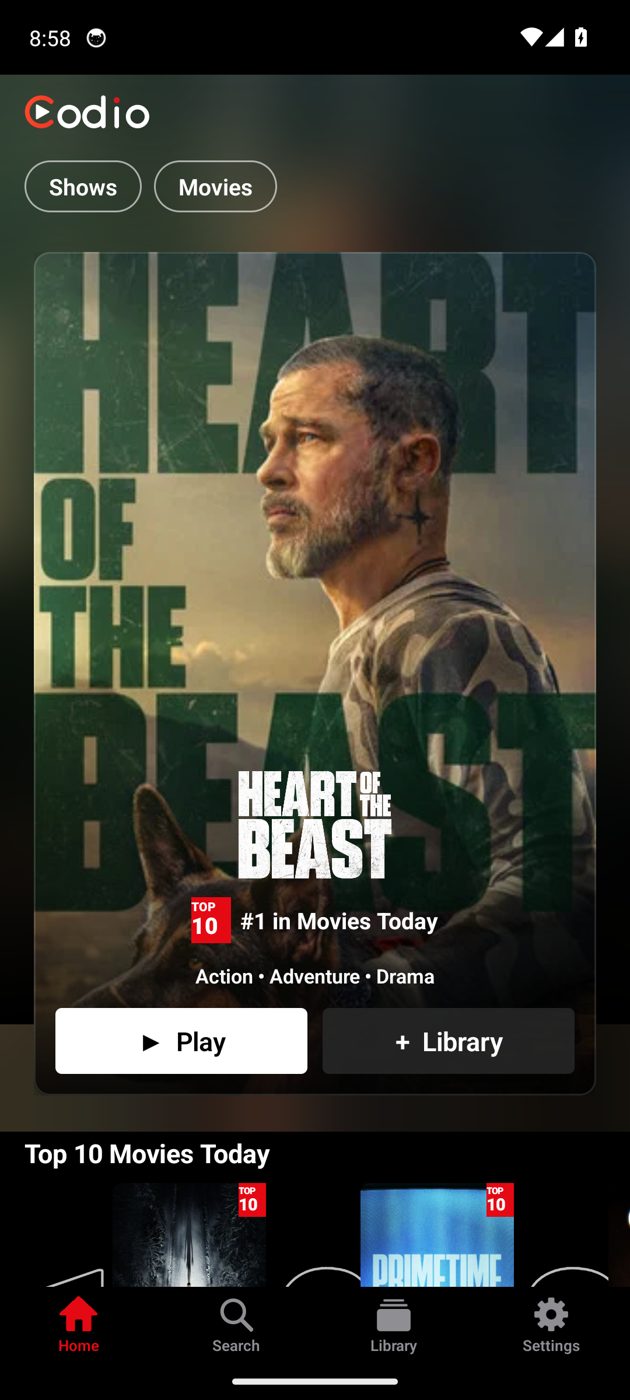 8:58
Codio
Shows
Movies
HEART
OF
THE
BEAST
HEART OF THE
BEAST
TOP
10
#1 in Movies Today
Action • Adventure • Drama
▶ Play
+ Library
Top 10 Movies Today
TOP
10
TOP
10
PRIMETIME
Home
Search
Library
Settings